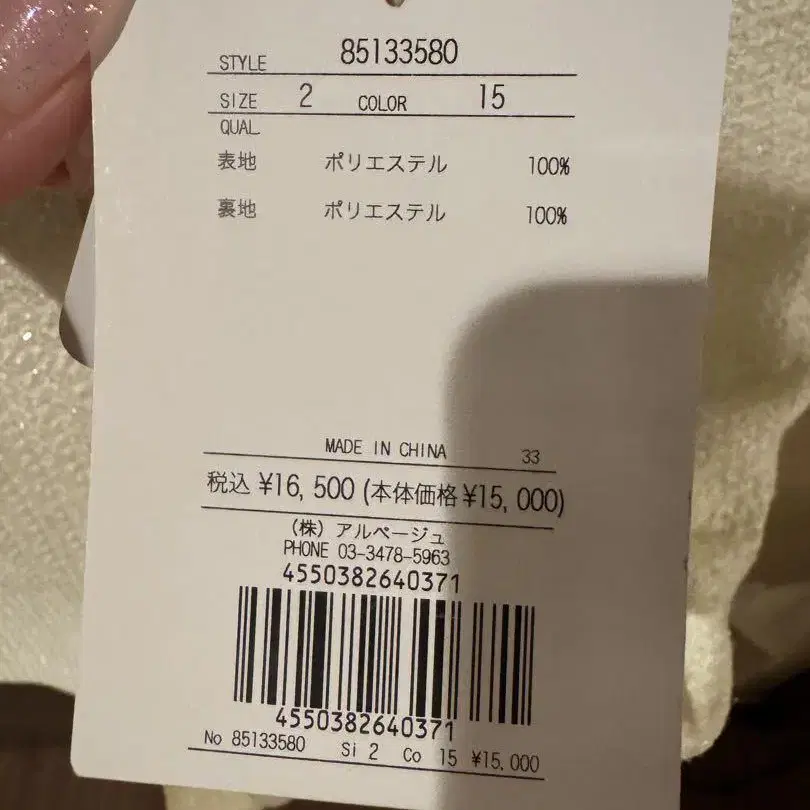 STYLE 85133580
SIZE 2 COLOR 15
QUAL
表地 ポリエステル 100%
裏地 ポリエステル 100%
MADE IN CHINA 33
税込 ¥16,500 (本体価格¥15,000)
(株) アルページュ
PHONE 03-3478-5963
4550382640371
4550382640371
No 85133580 Si 2 Co 15 ¥15,000